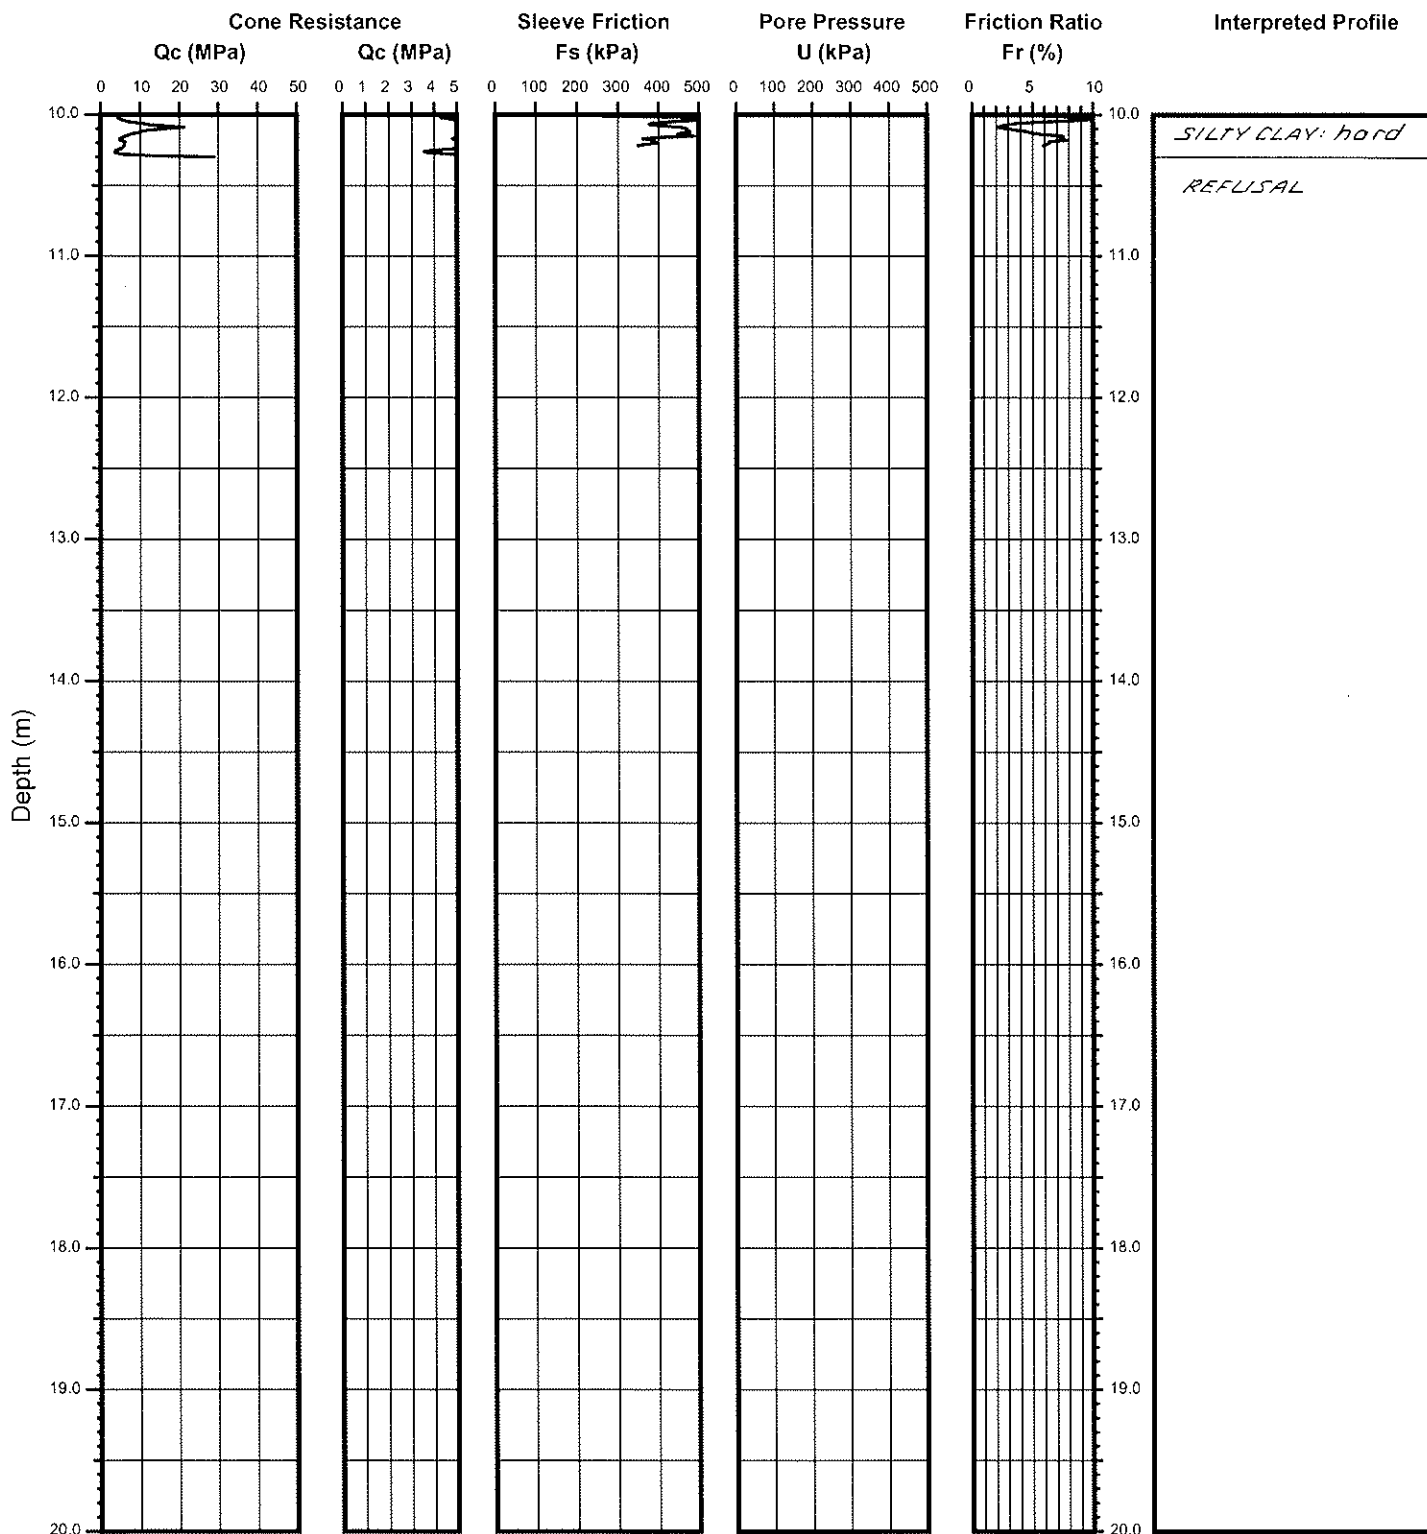 Cone Resistance Sleeve Friction Pore Pressure Friction Ratio Interpreted Profile
Qc (MPa) Qc (MPa) Fs (kPa) U (kPa) Fr (%)
0 10 20 30 40 50 0 1 2 3 4 5 0 100 200 300 400 500 0 100 200 300 400 500 0 5 10
10.0 10.0
SILTY CLAY: hard
REFUSAL
11.0 11.0
12.0 12.0
13.0 13.0
14.0 14.0
Depth (m)
15.0 15.0
16.0 16.0
17.0 17.0
18.0 18.0
19.0 19.0
20.0 20.0